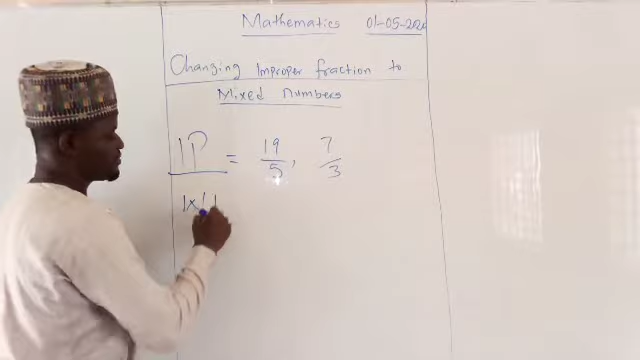 Mathematics 01-05-2024
Changing Improper fraction to
Mixed Numbers
IP = 19/5, 7/3